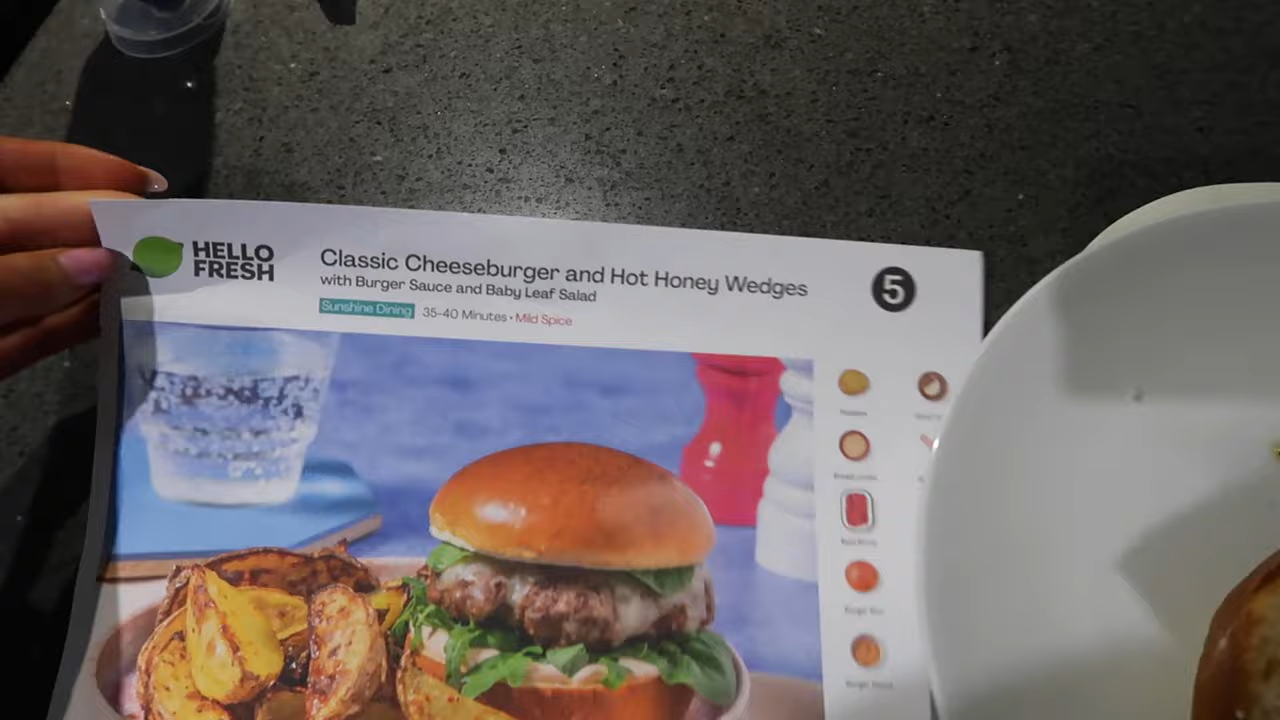 HELLO
FRESH
Classic Cheeseburger and Hot Honey Wedges
with Burger Sauce and Baby Leaf Salad
Sunshine Dining 35-40 Minutes • Mild Spice
5